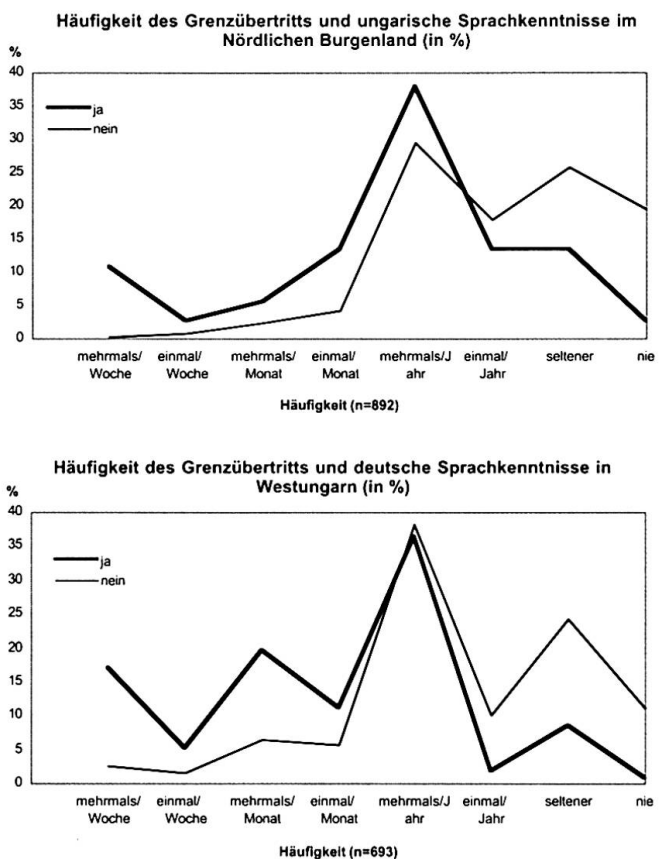 Häufigkeit des Grenzübertritts und ungarische Sprachkenntnisse im
Nördlichen Burgenland (in %)
%
40
35
30
25
20
15
10
5
0
ja
nein
mehrmals/ einmal/ mehrmals/ einmal/ mehrmals/J einmal/ seltener nie
Woche Woche Monat Monat ahr Jahr
Häufigkeit (n=892)
Häufigkeit des Grenzübertritts und deutsche Sprachkenntnisse in
Westungarn (in %)
%
40
35
30
25
20
15
10
5
0
ja
nein
mehrmals/ einmal/ mehrmals/ einmal/ mehrmals/J einmal/ seltener nie
Woche Woche Monat Monat ahr Jahr
Häufigkeit (n=693)